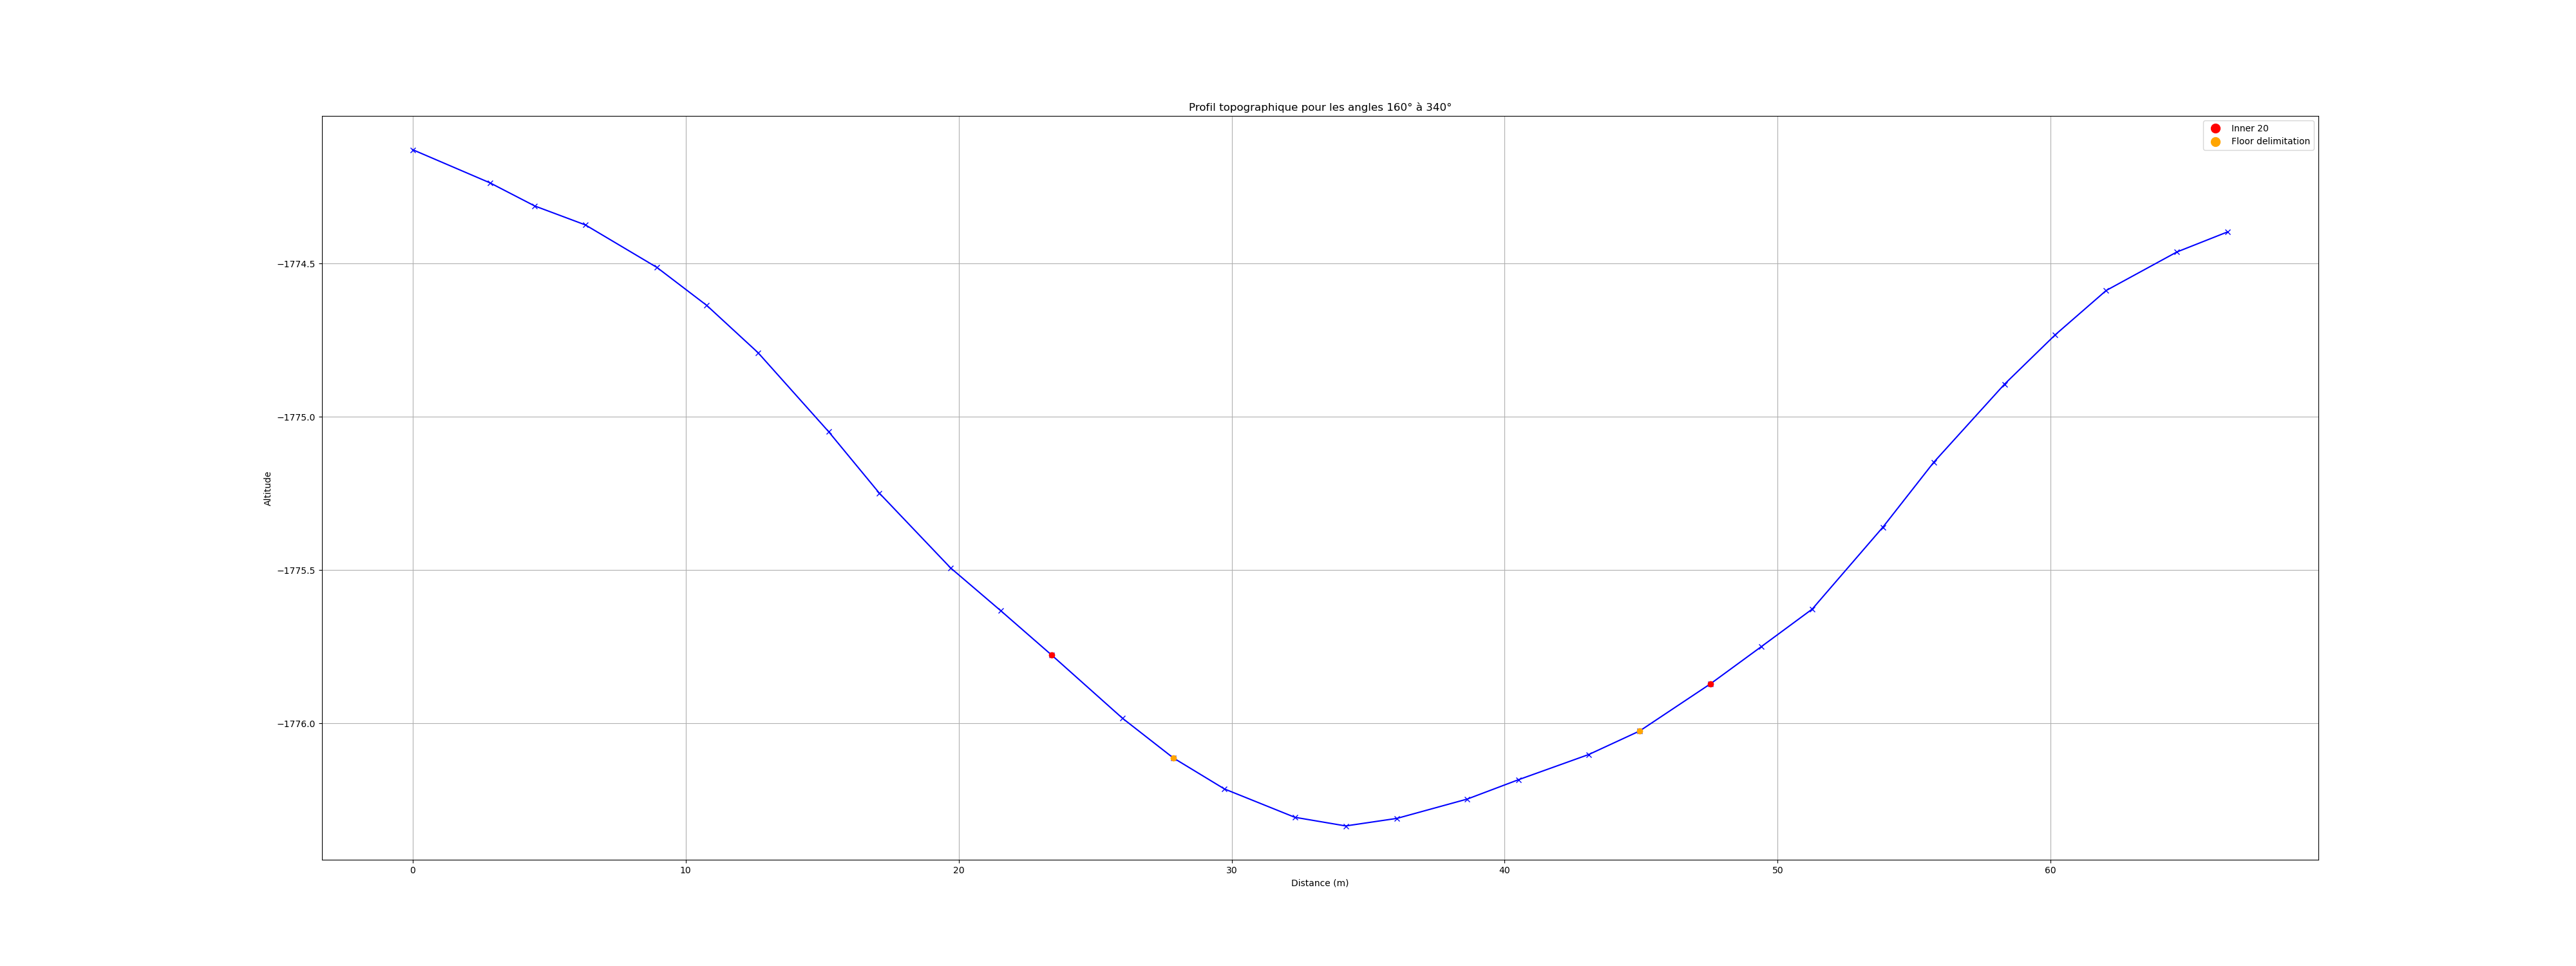 Profil topographique pour les angles 160° à 340°
Inner 20
Floor delimitation
−1774.5
−1775.0
−1775.5
−1776.0
Altitude
0 10 20 30 40 50 60
Distance (m)